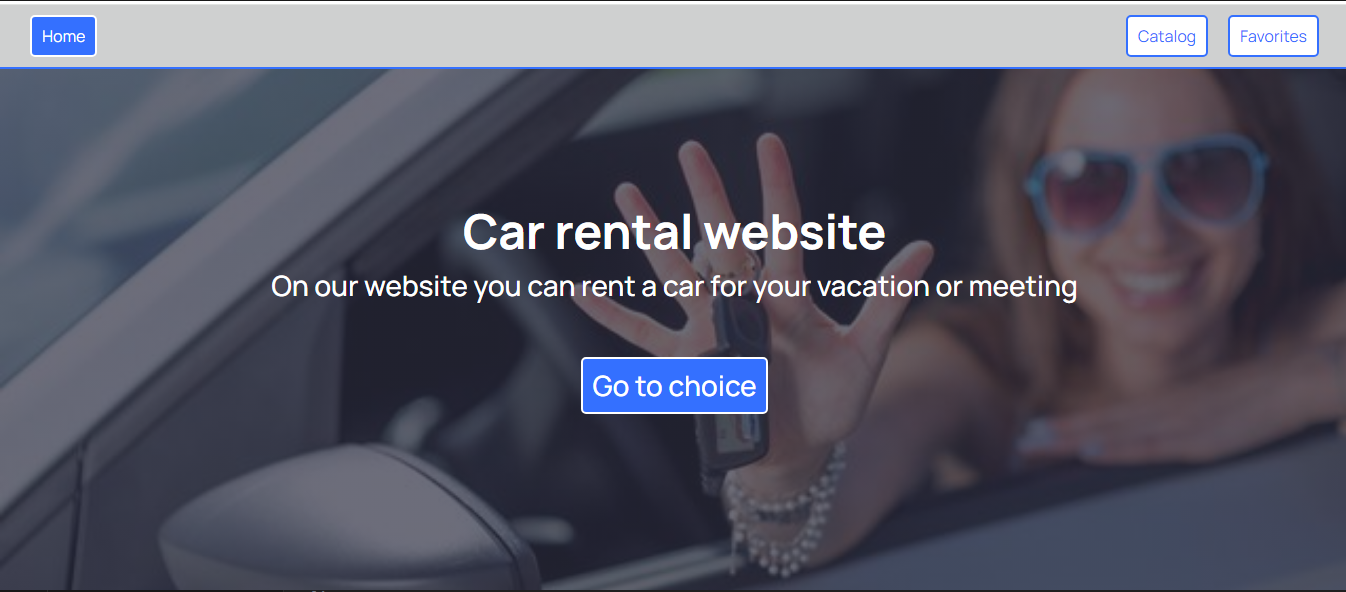 Home
Catalog
Favorites
Car rental website
On our website you can rent a car for your vacation or meeting
Go to choice